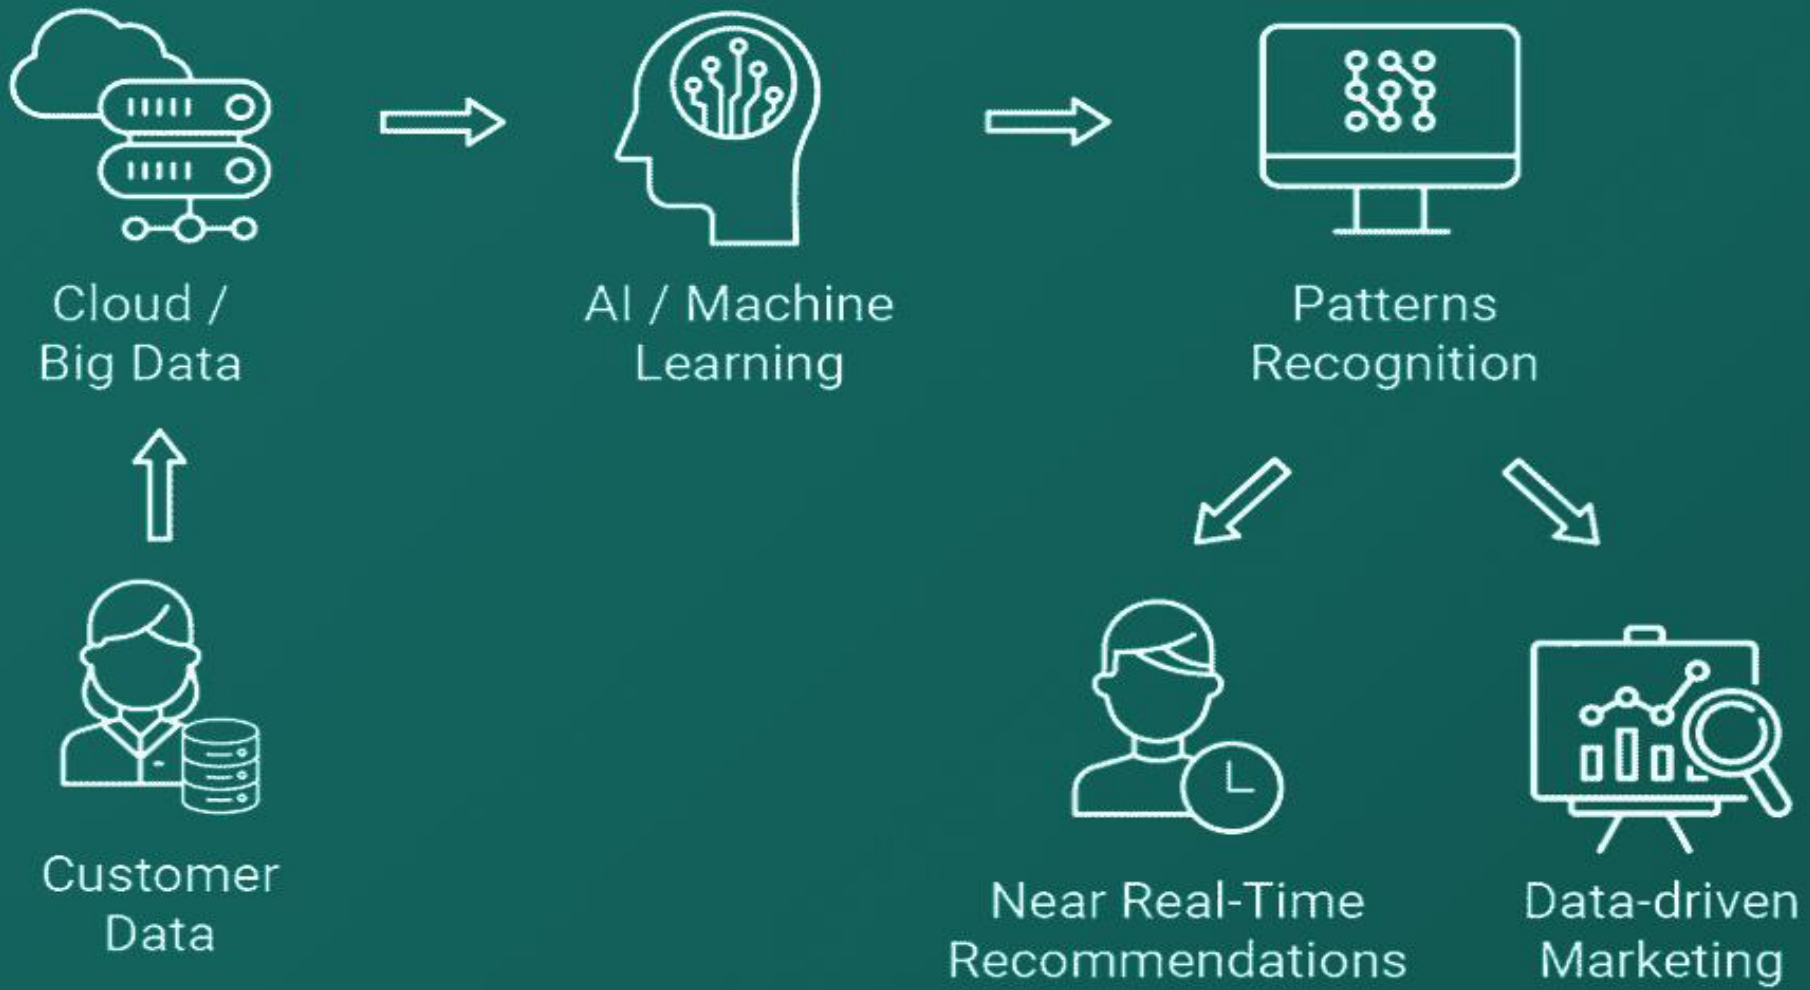 Cloud /
Big Data
AI / Machine
Learning
Patterns
Recognition
Customer
Data
Near Real-Time
Recommendations
Data-driven
Marketing